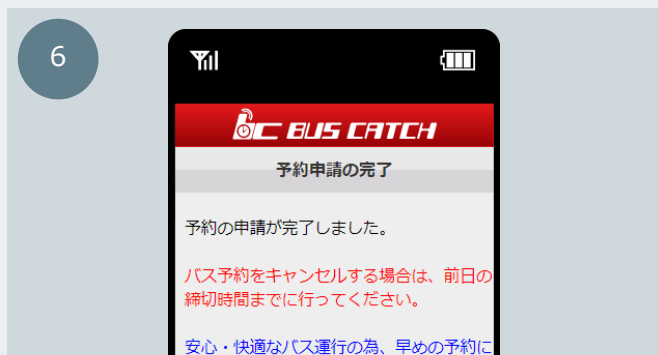 6
BUS CATCH
予約申請の完了
予約の申請が完了しました。
バス予約をキャンセルする場合は、前日の
締切時間までに行ってください。
安心・快適なバス運行の為、早めの予約に